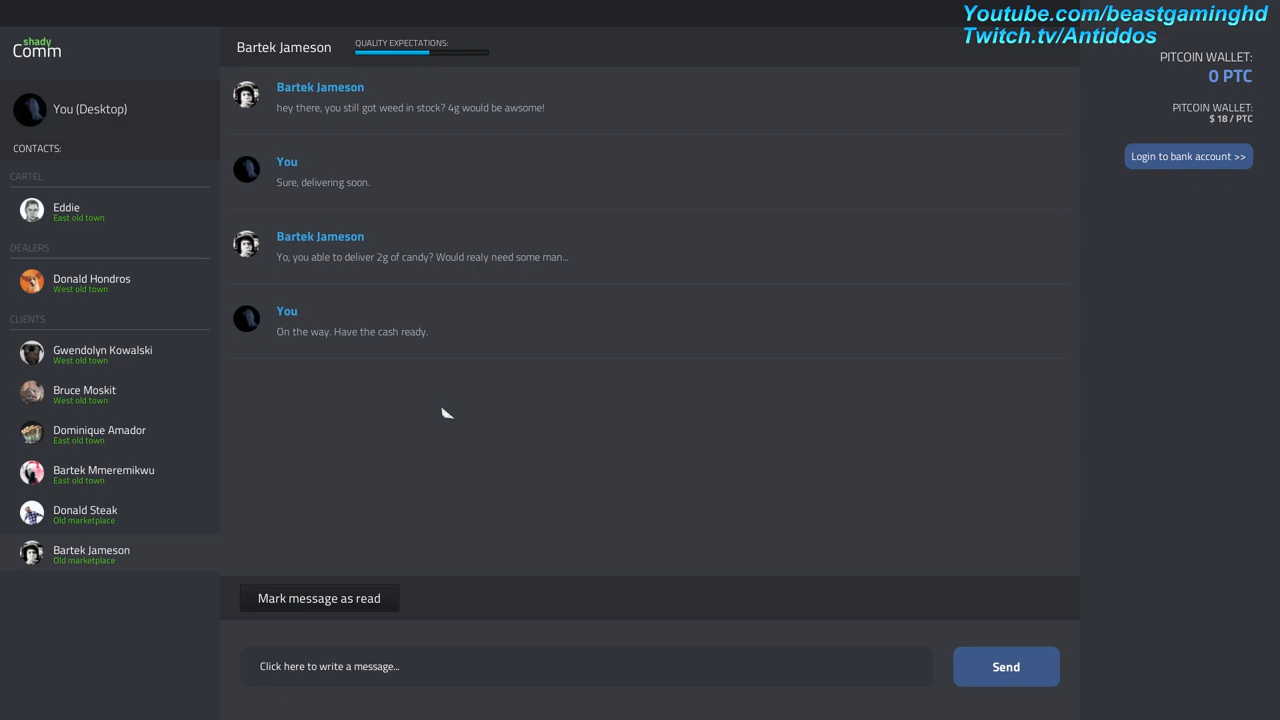 Youtube.com/beastgaminghd
Twitch.tv/Antiddos
shady
Comm
You (Desktop)
CONTACTS:
CARTEL
Eddie
East old town
DEALERS
Donald Hondros
West old town
CLIENTS
Gwendolyn Kowalski
West old town
Bruce Moskit
West old town
Dominique Amador
East old town
Bartek Mmeremikwu
East old town
Donald Steak
Old marketplace
Bartek Jameson
Old marketplace
Bartek Jameson
QUALITY EXPECTATIONS:
Bartek Jameson
hey there, you still got weed in stock? 4g would be awsome!
You
Sure, delivering soon.
Bartek Jameson
Yo, you able to deliver 2g of candy? Would realy need some man...
You
On the way. Have the cash ready.
Mark message as read
Click here to write a message...
Send
PITCOIN WALLET:
0 PTC
PITCOIN WALLET:
$ 18 / PTC
Login to bank account >>